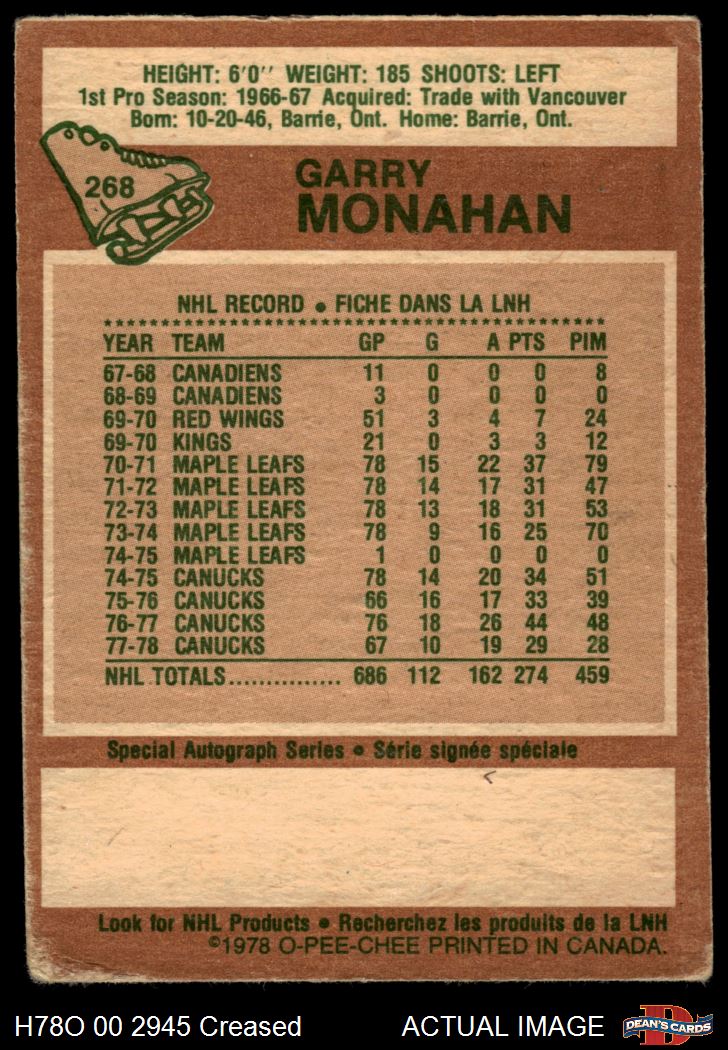 HEIGHT: 6'0'' WEIGHT: 185 SHOOTS: LEFT
1st Pro Season: 1966-67 Acquired: Trade with Vancouver
Born: 10-20-46, Barrie, Ont. Home: Barrie, Ont.
268
GARRY
MONAHAN
NHL RECORD • FICHE DANS LA LNH
YEAR TEAM GP G A PTS PIM
67-68 CANADIENS 11 0 0 0 8
68-69 CANADIENS 3 0 0 0 0
69-70 RED WINGS 51 3 4 7 24
69-70 KINGS 21 0 3 3 12
70-71 MAPLE LEAFS 78 15 22 37 79
71-72 MAPLE LEAFS 78 14 17 31 47
72-73 MAPLE LEAFS 78 13 18 31 53
73-74 MAPLE LEAFS 78 9 16 25 70
74-75 MAPLE LEAFS 1 0 0 0 0
74-75 CANUCKS 78 14 20 34 51
75-76 CANUCKS 66 16 17 33 39
76-77 CANUCKS 76 18 26 44 48
77-78 CANUCKS 67 10 19 29 28
NHL TOTALS............... 686 112 162 274 459
Special Autograph Series • Série signée spéciale
Look for NHL Products • Recherchez les produits de la LNH
©1978 O-PEE-CHEE PRINTED IN CANADA.
H78O 00 2945 Creased ACTUAL IMAGE
D
DEAN'S CARDS